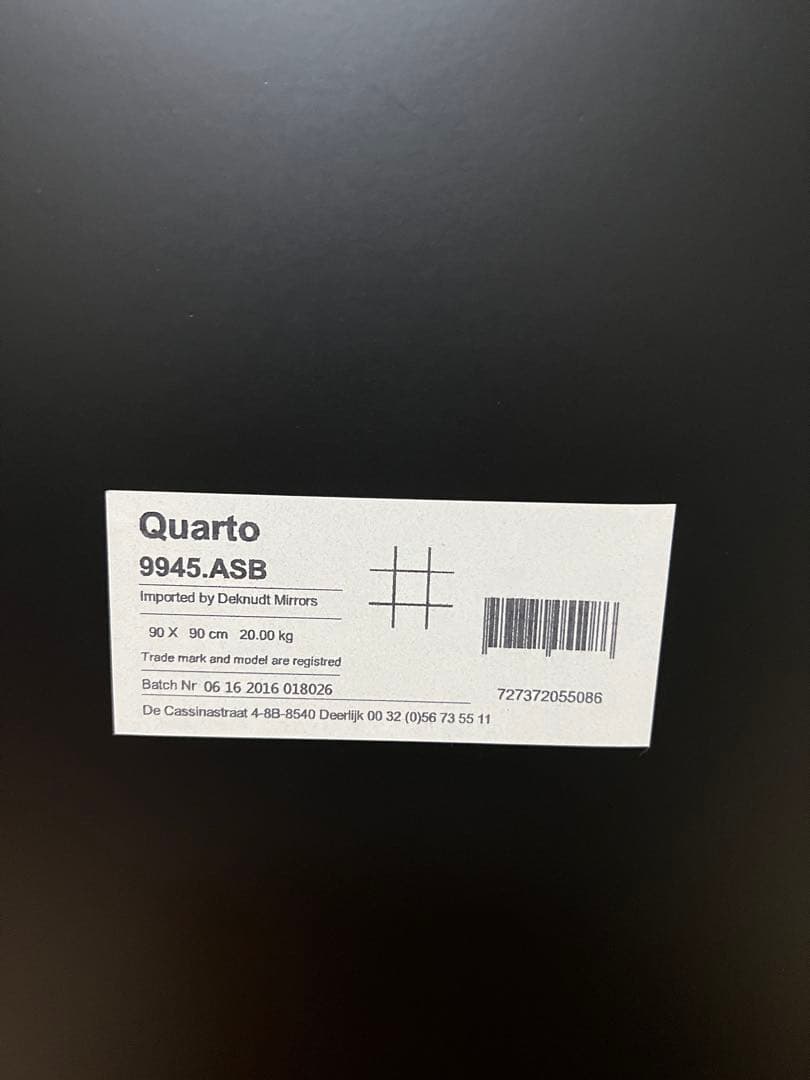 Quarto
9945.ASB
Imported by Deknudt Mirrors
90 X 90 cm 20.00 kg
Trade mark and model are registred
Batch Nr 06 16 2016 018026
De Cassinastraat 4-8B-8540 Deerlijk 00 32 (0)56 73 55 11
727372055086